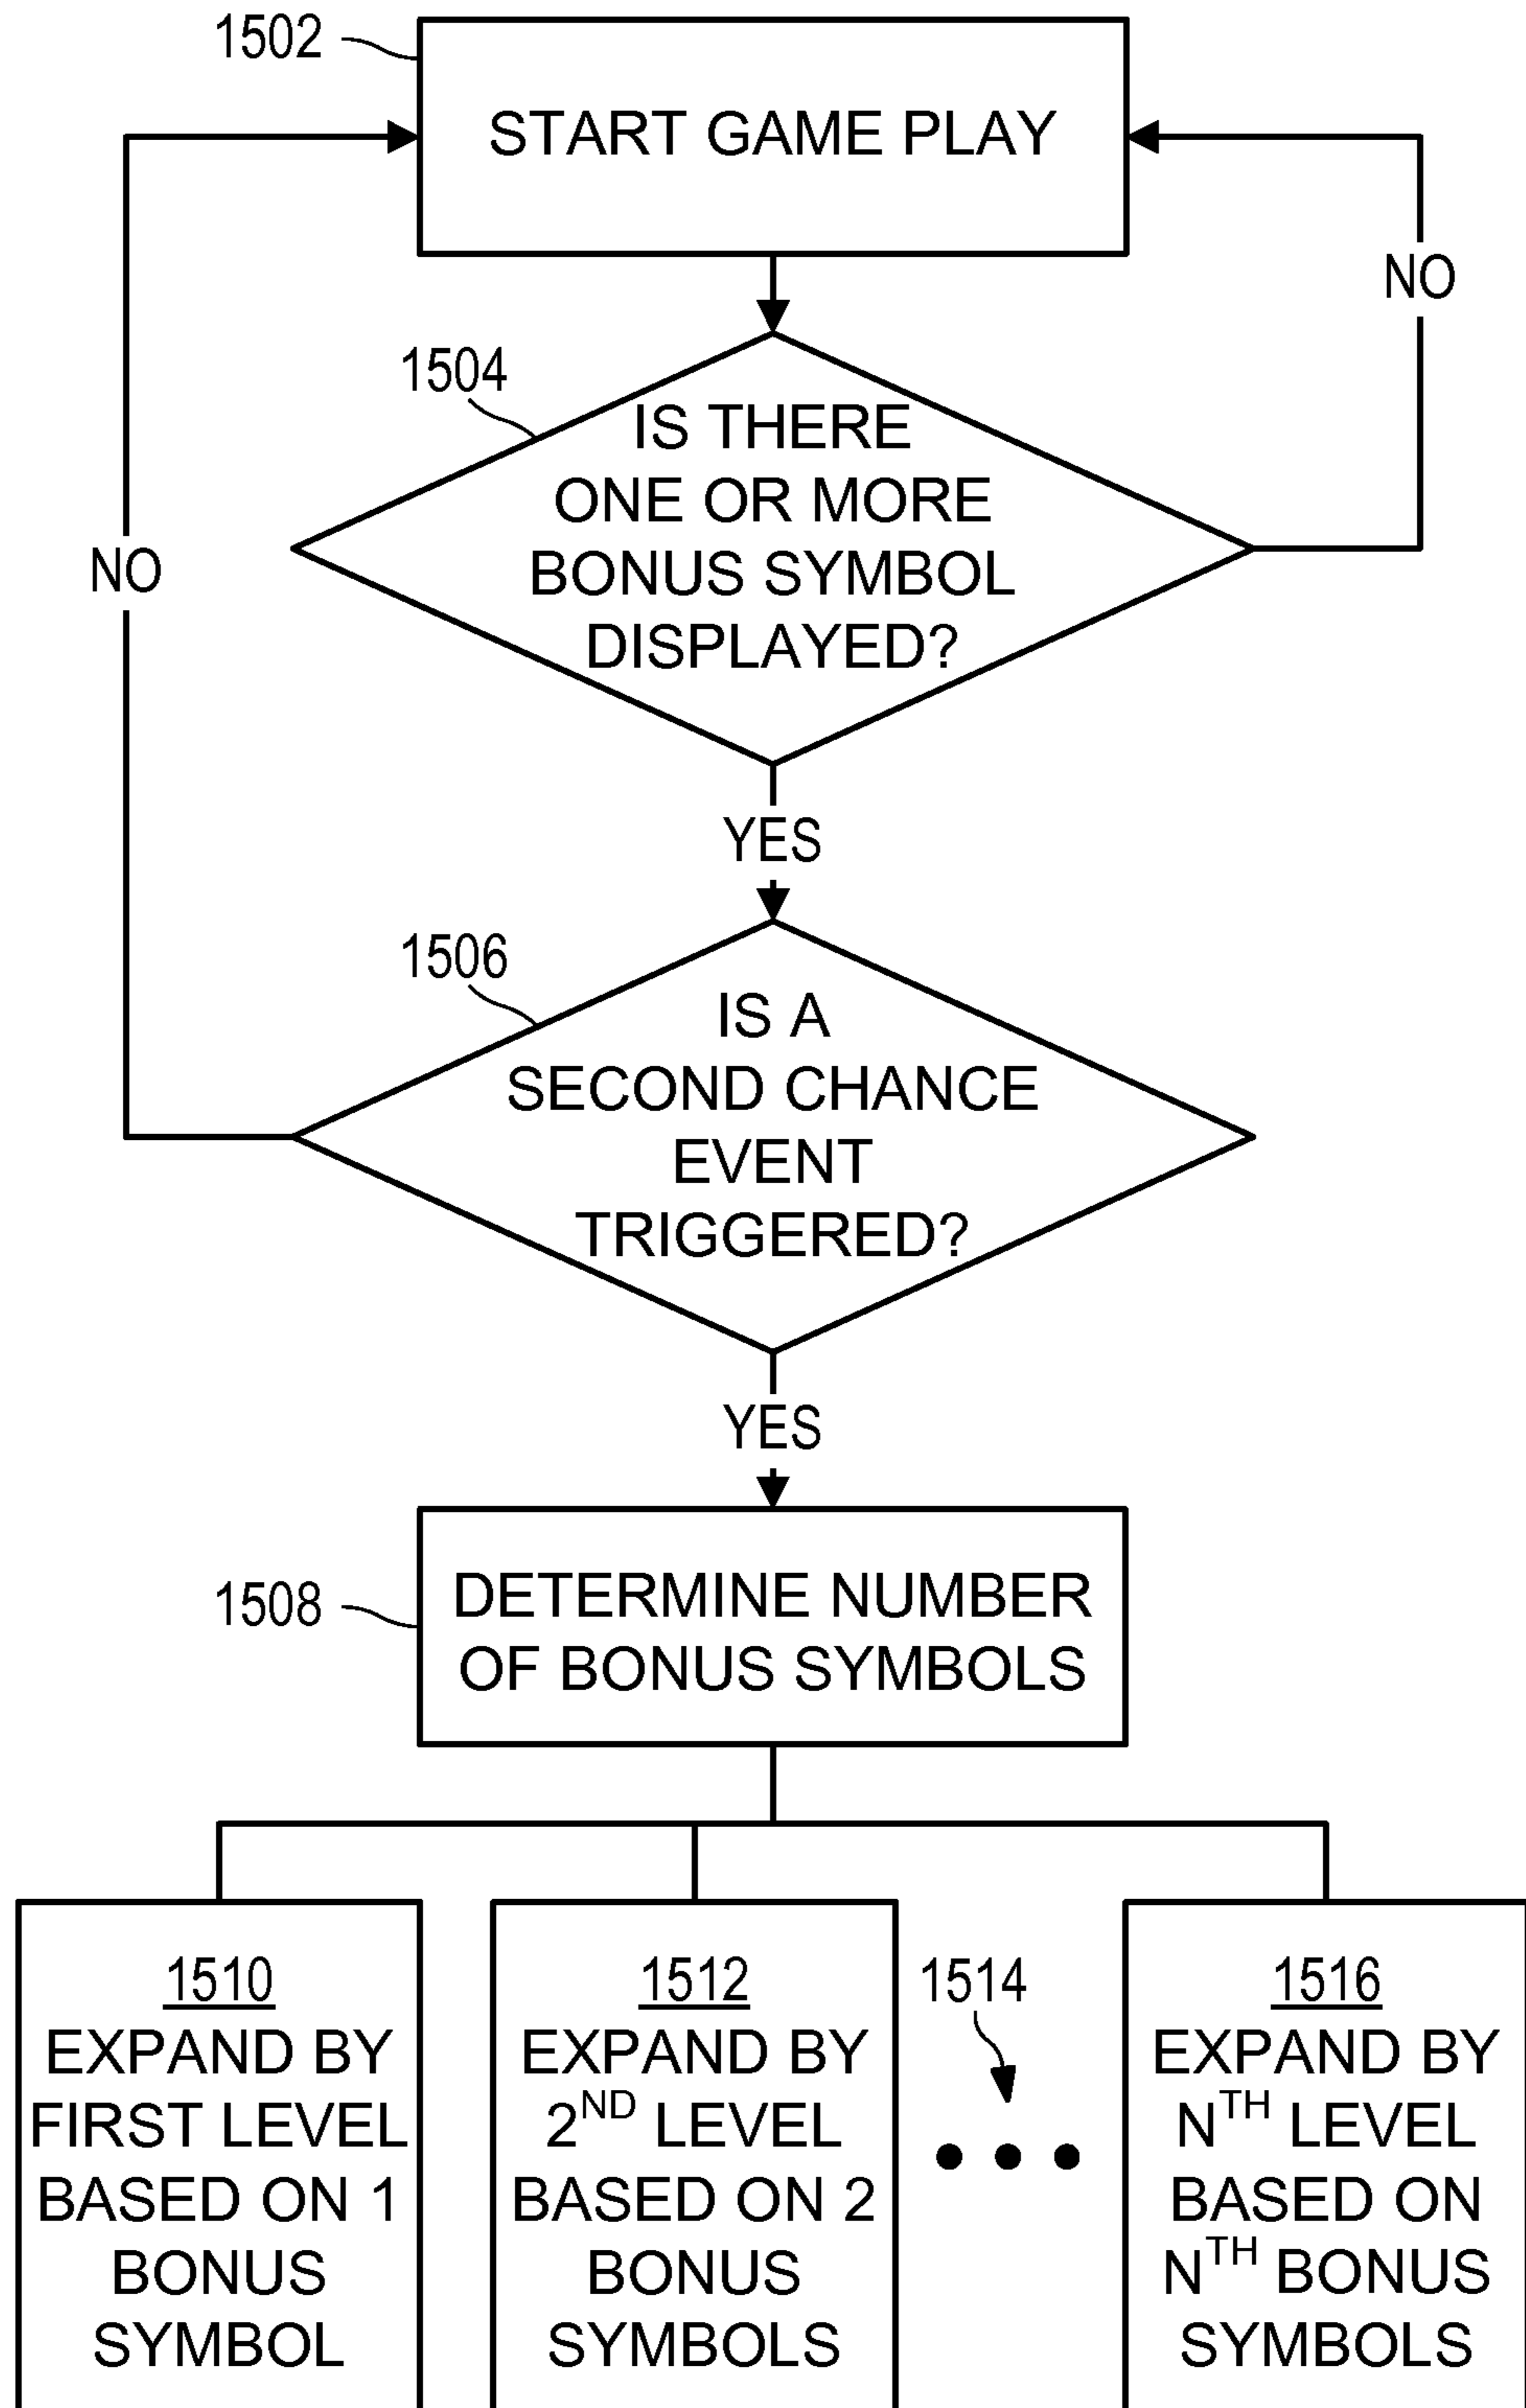 1502
START GAME PLAY
NO
1504
IS THERE
ONE OR MORE
BONUS SYMBOL
DISPLAYED?
NO
YES
1506
IS A
SECOND CHANCE
EVENT
TRIGGERED?
YES
1508
DETERMINE NUMBER
OF BONUS SYMBOLS
1510
EXPAND BY
FIRST LEVEL
BASED ON 1
BONUS
SYMBOL
1512
EXPAND BY
2ND LEVEL
BASED ON 2
BONUS
SYMBOLS
1514
1516
EXPAND BY
NTH LEVEL
BASED ON
NTH BONUS
SYMBOLS